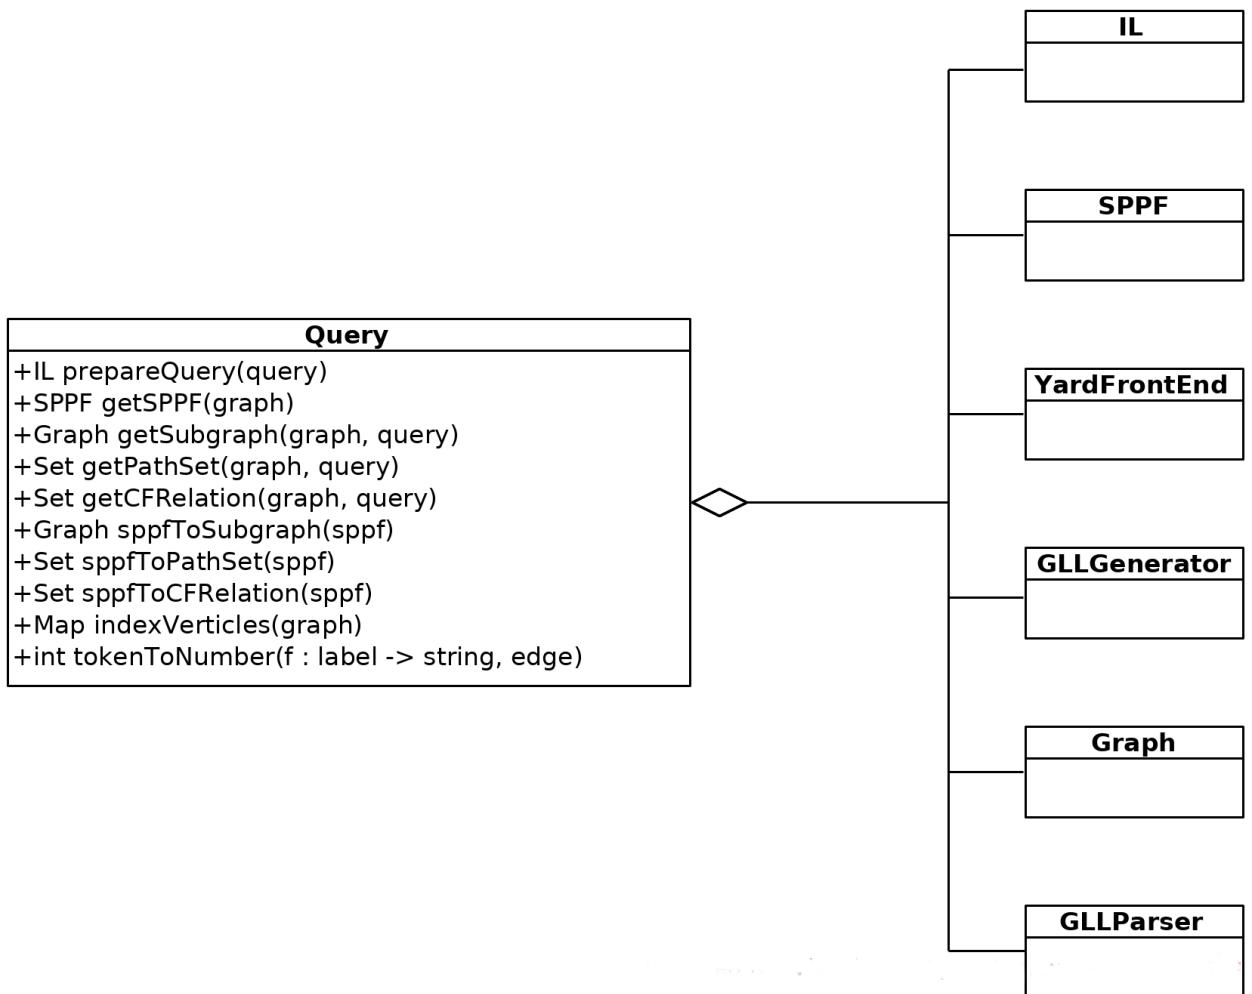 IL
SPPF
Query
+IL prepareQuery(query)
+SPPF getSPPF(graph)
+Graph getSubgraph(graph, query)
+Set getPathSet(graph, query)
+Set getCFRelation(graph, query)
+Graph sppfToSubgraph(sppf)
+Set sppfToPathSet(sppf)
+Set sppfToCFRelation(sppf)
+Map indexVerticles(graph)
+int tokenToNumber(f : label -> string, edge)
YardFrontEnd
GLLGenerator
Graph
GLLParser